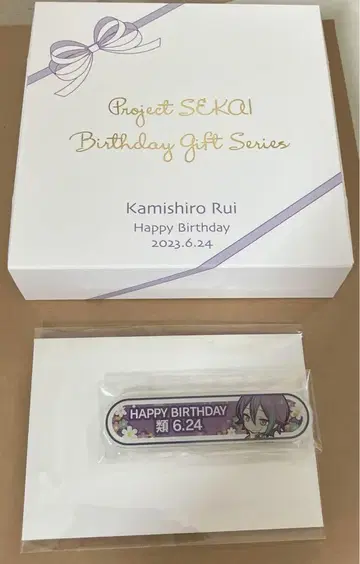 Project SEKAI
Birthday Gift Series
Kamishiro Rui
Happy Birthday
2023.6.24
HAPPY BIRTHDAY
類 6.24